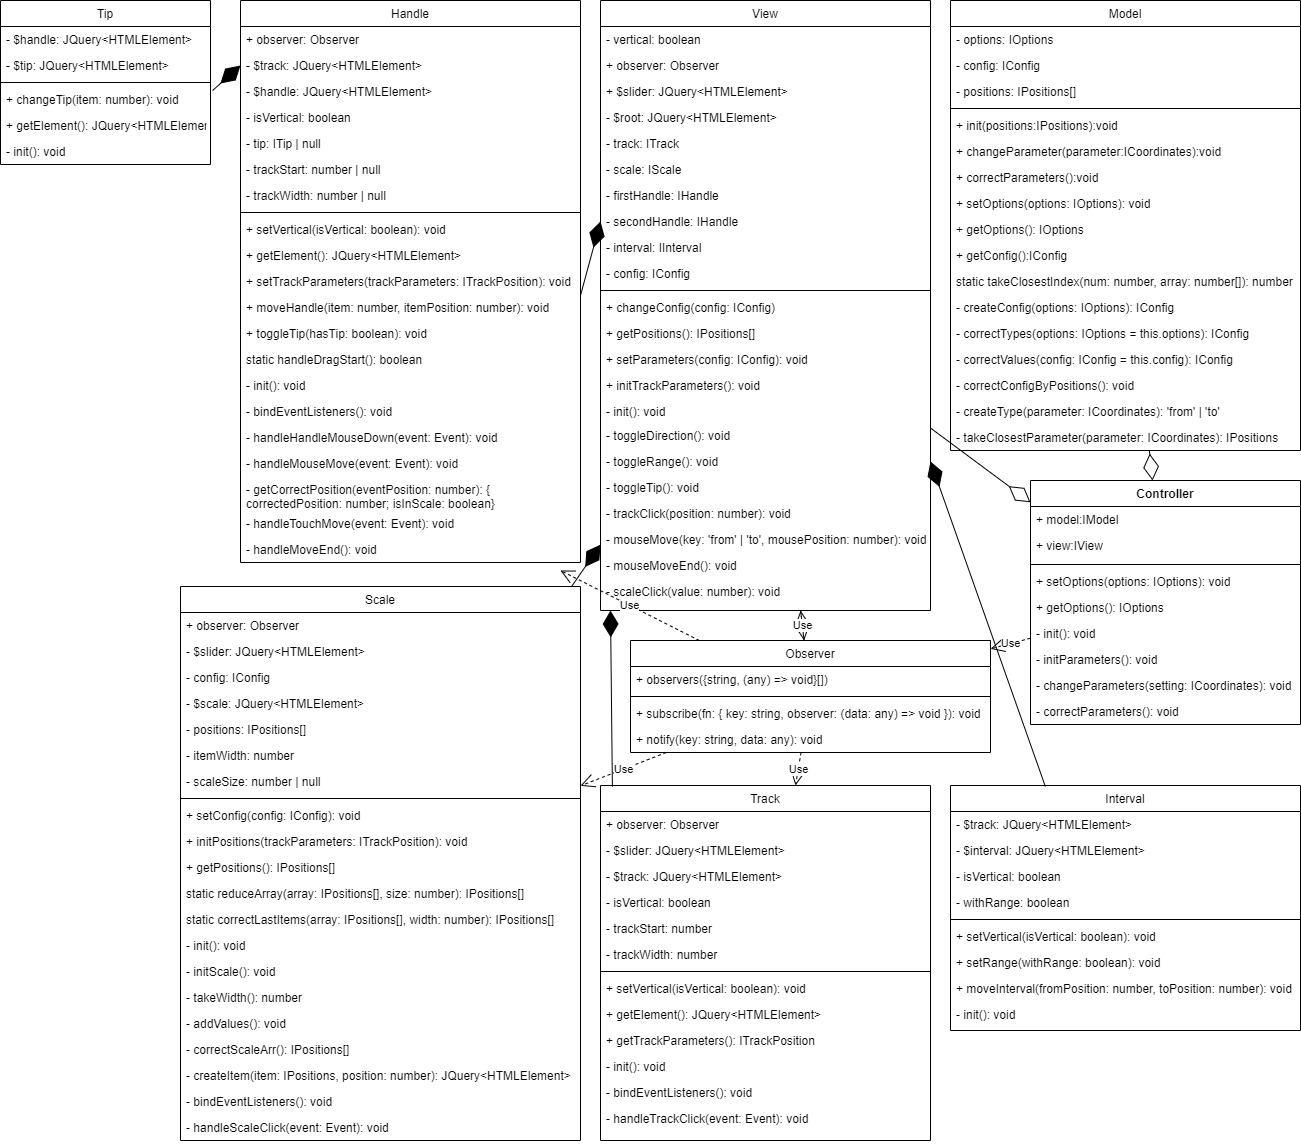 Tip
- $handle: JQuery<HTMLElement>
- $tip: JQuery<HTMLElement>
+ changeTip(item: number): void
+ getElement(): JQuery<HTMLElemen
- init(): void
Handle
+ observer: Observer
- $track: JQuery<HTMLElement>
- $handle: JQuery<HTMLElement>
- isVertical: boolean
- tip: ITip | null
- trackStart: number | null
- trackWidth: number | null
+ setVertical(isVertical: boolean): void
+ getElement(): JQuery<HTMLElement>
+ setTrackParameters(trackParameters: ITrackPosition): void
+ moveHandle(item: number, itemPosition: number): void
+ toggleTip(hasTip: boolean): void
static handleDragStart(): boolean
- init(): void
- bindEventListeners(): void
- handleHandleMouseDown(event: Event): void
- handleMouseMove(event: Event): void
- getCorrectPosition(eventPosition: number): {
correctedPosition: number; isInScale: boolean}
- handleTouchMove(event: Event): void
- handleMoveEnd(): void
View
- vertical: boolean
+ observer: Observer
+ $slider: JQuery<HTMLElement>
- $root: JQuery<HTMLElement>
- track: ITrack
- scale: IScale
- firstHandle: IHandle
- secondHandle: IHandle
- interval: IInterval
- config: IConfig
+ changeConfig(config: IConfig)
+ getPositions(): IPositions[]
+ setParameters(config: IConfig): void
+ initTrackParameters(): void
- init(): void
- toggleDirection(): void
- toggleRange(): void
- toggleTip(): void
- trackClick(position: number): void
- mouseMove(key: 'from' | 'to', mousePosition: number): void
- mouseMoveEnd(): void
- scaleClick(value: number): void
Model
- options: IOptions
- config: IConfig
- positions: IPositions[]
+ init(positions:IPositions):void
+ changeParameter(parameter:ICoordinates):void
+ correctParameters():void
+ setOptions(options: IOptions): void
+ getOptions(): IOptions
+ getConfig():IConfig
static takeClosestIndex(num: number, array: number[]): number
- createConfig(options: IOptions): IConfig
- correctTypes(options: IOptions = this.options): IConfig
- correctValues(config: IConfig = this.config): IConfig
- correctConfigByPositions(): void
- createType(parameter: ICoordinates): 'from' | 'to'
- takeClosestParameter(parameter: ICoordinates): IPositions
Controller
+ model:IModel
+ view:IView
+ setOptions(options: IOptions): void
+ getOptions(): IOptions
- init(): void
- initParameters(): void
- changeParameters(setting: ICoordinates): void
- correctParameters(): void
Use
Use
Use
Observer
+ observers({string, (any) => void}[])
+ subscribe(fn: { key: string, observer: (data: any) => void }): void
+ notify(key: string, data: any): void
Use
Use
Scale
+ observer: Observer
- $slider: JQuery<HTMLElement>
- config: IConfig
- $scale: JQuery<HTMLElement>
- positions: IPositions[]
- itemWidth: number
- scaleSize: number | null
+ setConfig(config: IConfig): void
+ initPositions(trackParameters: ITrackPosition): void
+ getPositions(): IPositions[]
static reduceArray(array: IPositions[], size: number): IPositions[]
static correctLastItems(array: IPositions[], width: number): IPositions[]
- init(): void
- initScale(): void
- takeWidth(): number
- addValues(): void
- correctScaleArr(): IPositions[]
- createItem(item: IPositions, position: number): JQuery<HTMLElement>
- bindEventListeners(): void
- handleScaleClick(event: Event): void
Track
+ observer: Observer
- $slider: JQuery<HTMLElement>
- $track: JQuery<HTMLElement>
- isVertical: boolean
- trackStart: number
- trackWidth: number
+ setVertical(isVertical: boolean): void
+ getElement(): JQuery<HTMLElement>
+ getTrackParameters(): ITrackPosition
- init(): void
- bindEventListeners(): void
- handleTrackClick(event: Event): void
Interval
- $track: JQuery<HTMLElement>
- $interval: JQuery<HTMLElement>
- isVertical: boolean
- withRange: boolean
+ setVertical(isVertical: boolean): void
+ setRange(withRange: boolean): void
+ moveInterval(fromPosition: number, toPosition: number): void
- init(): void